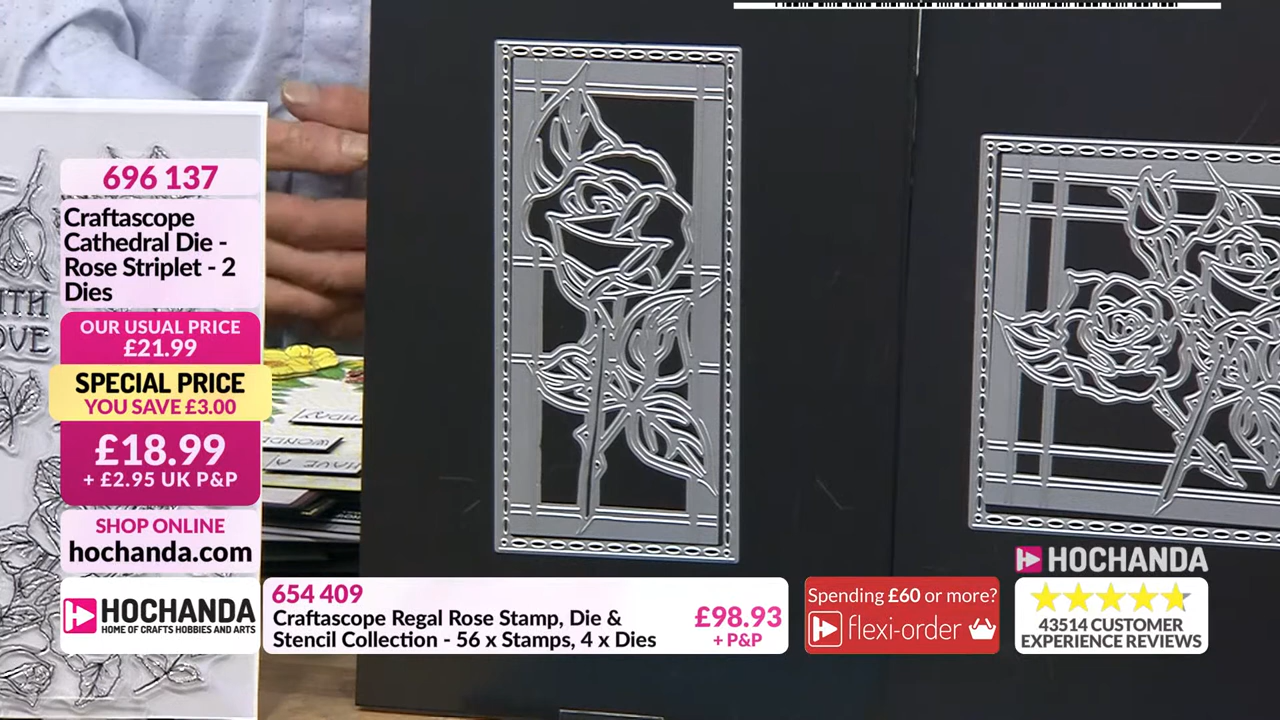 696 137
Craftascope
Cathedral Die -
Rose Striplet - 2
Dies
OUR USUAL PRICE
£21.99
SPECIAL PRICE
YOU SAVE £3.00
£18.99
+ £2.95 UK P&P
SHOP ONLINE
hochanda.com
HOCHANDA
HOME OF CRAFTS HOBBIES AND ARTS
654 409
Craftascope Regal Rose Stamp, Die &
Stencil Collection - 56 x Stamps, 4 x Dies
£98.93
+ P&P
Spending £60 or more?
flexi-order
HOCHANDA
43514 CUSTOMER
EXPERIENCE REVIEWS
HAVE A